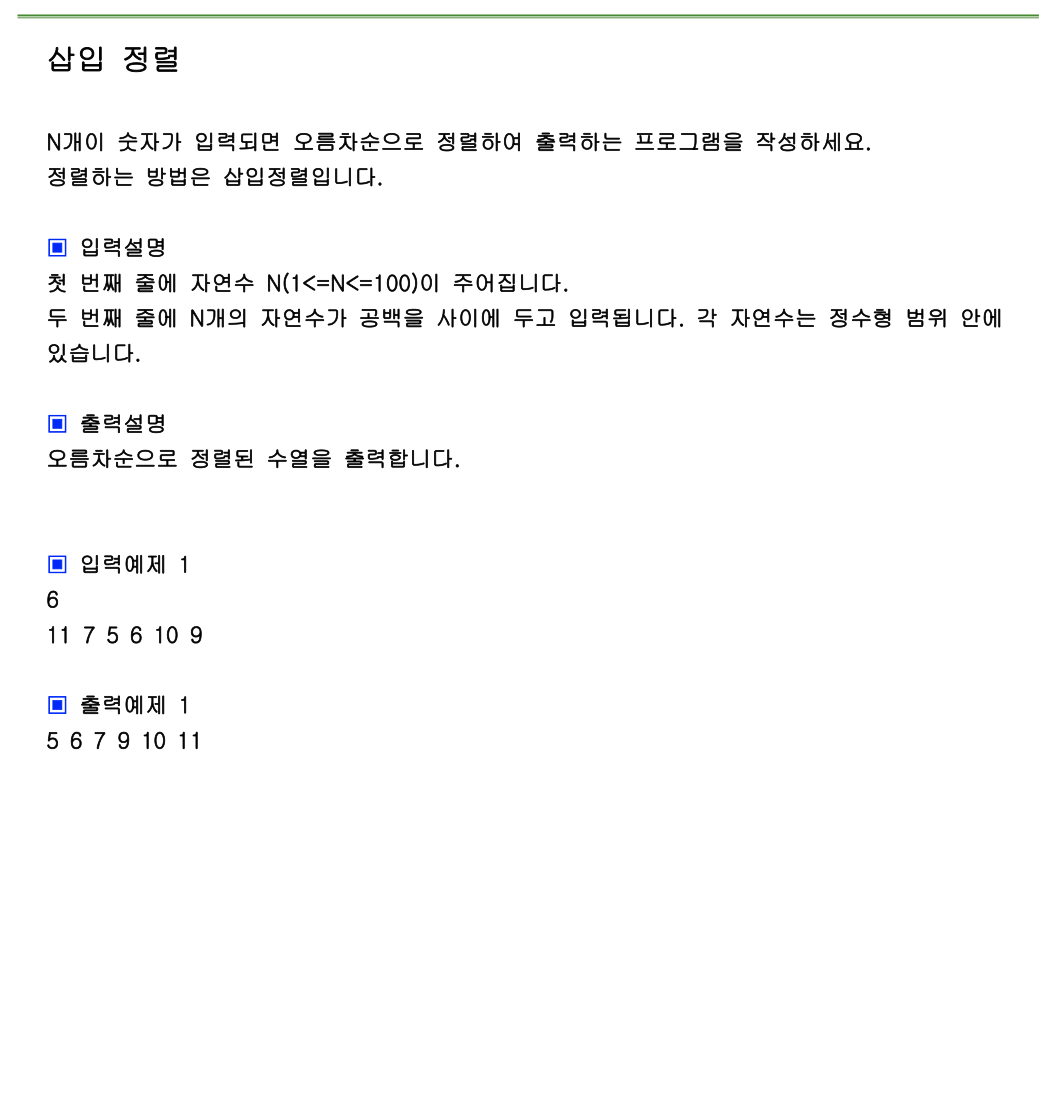 삽입 정렬
N개이 숫자가 입력되면 오름차순으로 정렬하여 출력하는 프로그램을 작성하세요.
정렬하는 방법은 삽입정렬입니다.
▣ 입력설명
첫 번째 줄에 자연수 N(1<=N<=100)이 주어집니다.
두 번째 줄에 N개의 자연수가 공백을 사이에 두고 입력됩니다. 각 자연수는 정수형 범위 안에
있습니다.
▣ 출력설명
오름차순으로 정렬된 수열을 출력합니다.
▣ 입력예제 1
6
11 7 5 6 10 9
▣ 출력예제 1
5 6 7 9 10 11